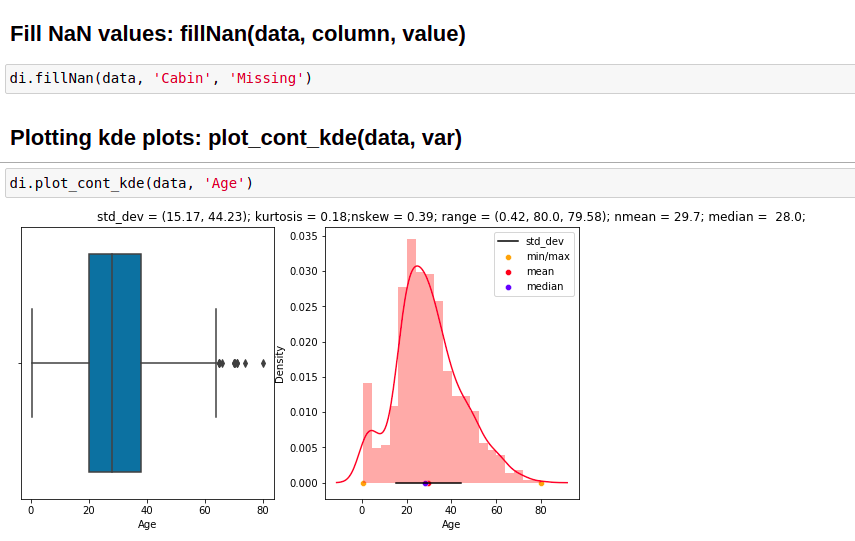 Fill NaN values: fillNan(data, column, value)
di.fillNan(data, 'Cabin', 'Missing')
Plotting kde plots: plot_cont_kde(data, var)
di.plot_cont_kde(data, 'Age')
std_dev = (15.17, 44.23); kurtosis = 0.18;nskew = 0.39; range = (0.42, 80.0, 79.58); nmean = 29.7; median =  28.0;
0 20 40 60 80
Age
Density
0.035
0.030
0.025
0.020
0.015
0.010
0.005
0.000
std_dev
min/max
mean
median
0 20 40 60 80
Age